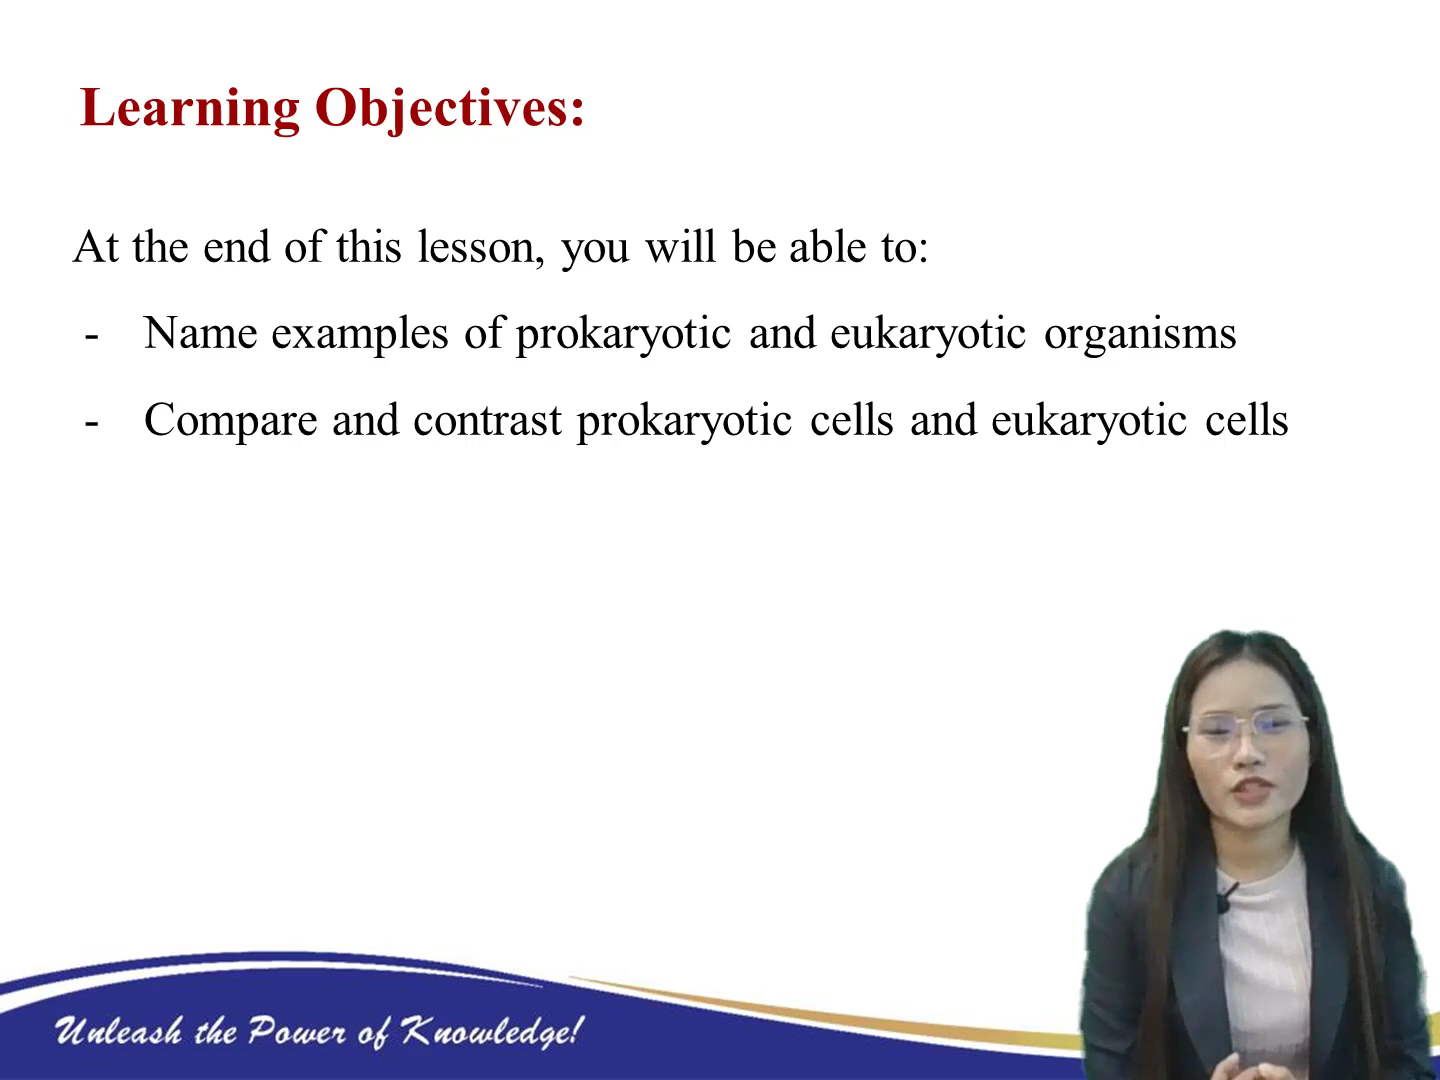 Learning Objectives:
At the end of this lesson, you will be able to:
- Name examples of prokaryotic and eukaryotic organisms
- Compare and contrast prokaryotic cells and eukaryotic cells
Unleash the Power of Knowledge!